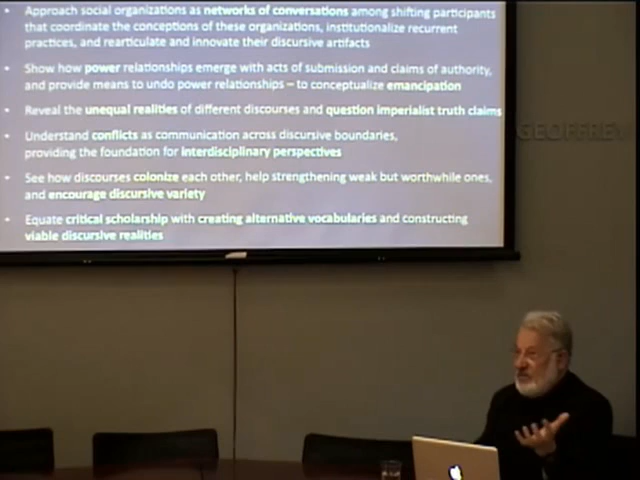 • Approach social organizations as networks of conversations among shifting participants
that coordinate the conceptions of these organizations, institutionalize recurrent
practices, and rearticulate and innovate their discursive artifacts
• Show how power relationships emerge with acts of submission and claims of authority,
and provide means to undo power relationships – to conceptualize emancipation
• Reveal the unequal realities of different discourses and question imperialist truth claims
• Understand conflicts as communication across discursive boundaries,
providing the foundation for interdisciplinary perspectives
• See how discourses colonize each other, help strengthening weak but worthwhile ones,
and encourage discursive variety
• Equate critical scholarship with creating alternative vocabularies and constructing
viable discursive realities
GEOFFREY